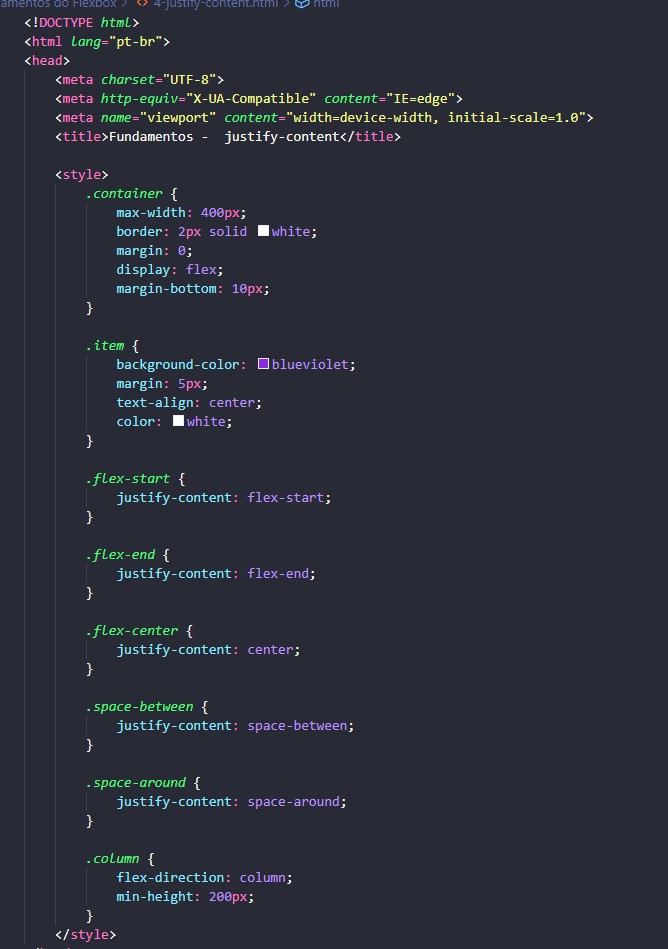 amentos do Flexbox > <> 4-justify-content.html > html
<!DOCTYPE html>
<html lang="pt-br">
<head>
    <meta charset="UTF-8">
    <meta http-equiv="X-UA-Compatible" content="IE=edge">
    <meta name="viewport" content="width=device-width, initial-scale=1.0">
    <title>Fundamentos -  justify-content</title>

    <style>
        .container {
            max-width: 400px;
            border: 2px solid white;
            margin: 0;
            display: flex;
            margin-bottom: 10px;
        }

        .item {
            background-color: blueviolet;
            margin: 5px;
            text-align: center;
            color: white;
        }

        .flex-start {
            justify-content: flex-start;
        }

        .flex-end {
            justify-content: flex-end;
        }

        .flex-center {
            justify-content: center;
        }

        .space-between {
            justify-content: space-between;
        }

        .space-around {
            justify-content: space-around;
        }

        .column {
            flex-direction: column;
            min-height: 200px;
        }
    </style>